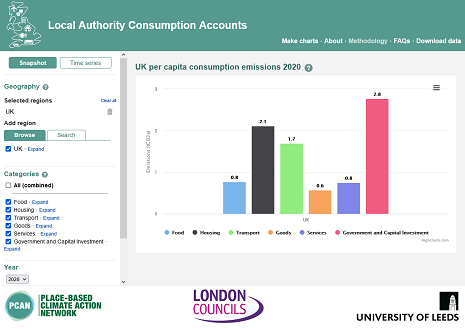 Local Authority Consumption Accounts
Make charts - About - Methodology - FAQs - Download data
Snapshot
Time series
Geography ?
Selected regions
Clear all
UK
Add region
Browse
Search
UK - Expand
Categories ?
All (combined)
Food - Expand
Housing - Expand
Transport - Expand
Goods - Expand
Services - Expand
Government and Capital Investment -
Expand
Year
2020
UK per capita consumption emissions 2020 ?
Emissions (tCO2e)
3
2
1
0
0.8
2.1
1.7
0.6
0.8
2.8
UK
Food
Housing
Transport
Goods
Services
Government and Capital Investment
Highcharts.com
PCAN
PLACE-BASED
CLIMATE ACTION
NETWORK
LONDON
COUNCILS
UNIVERSITY OF LEEDS